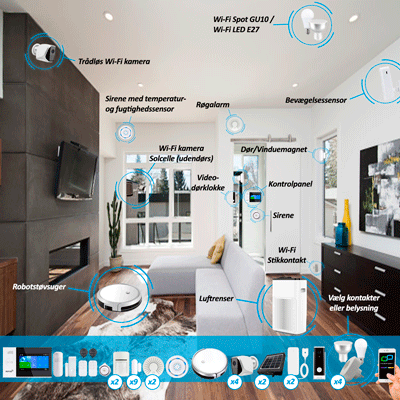 Wi-Fi Spot GU10 /
Wi-Fi LED E27
Trådløs Wi-Fi kamera
Sirene med temperatur-
og fugtighedssensor
Røgalarm
Bevægelsessensor
Wi-Fi kamera
Solcelle (udendørs)
Dør/Vinduemagnet
Video-
dørklokke
Kontrolpanel
Sirene
Wi-Fi
Stikkontakt
Robotstøvsuger
Luftrenser
Vælg kontakter
eller belysning
x2
x9
x2
x4
x2
x2
x4